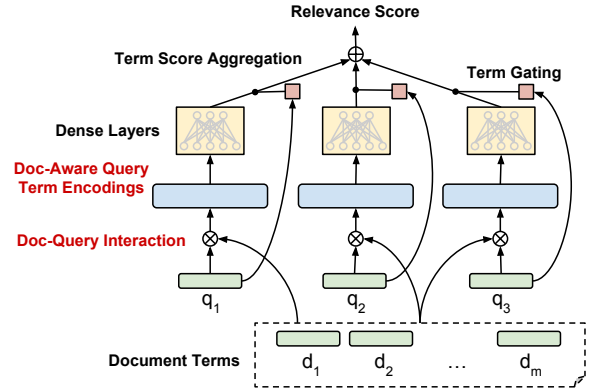 Relevance Score
Term Score Aggregation
Term Gating
Dense Layers
Doc-Aware Query
Term Encodings
Doc-Query Interaction
q1 q2 q3
Document Terms
d1 d2 … dm